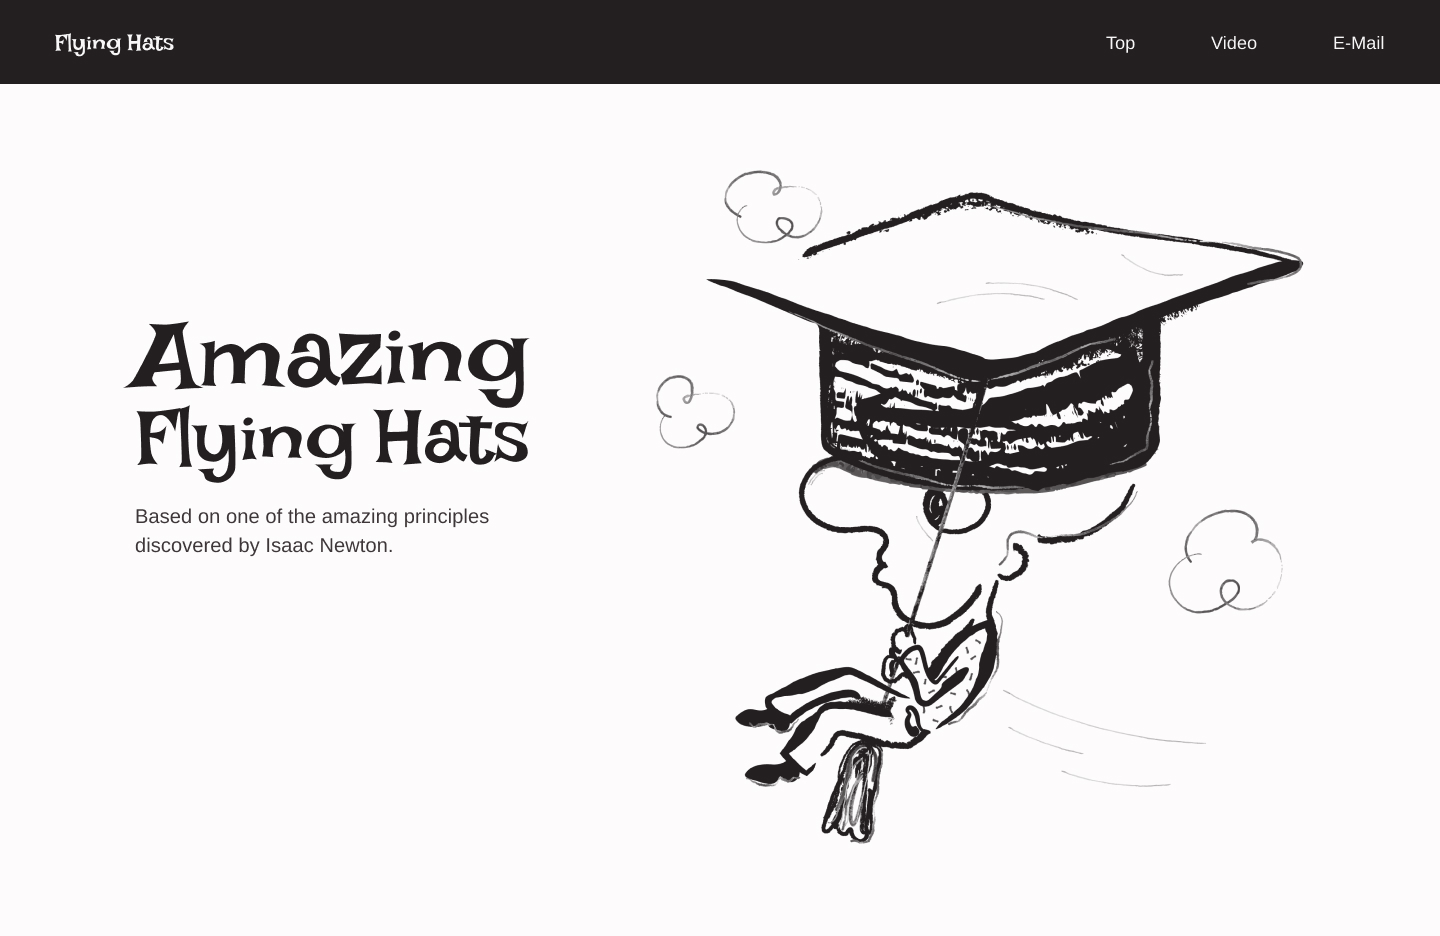 Flying Hats
Top
Video
E-Mail
Amazing
Flying Hats
Based on one of the amazing principles
discovered by Isaac Newton.